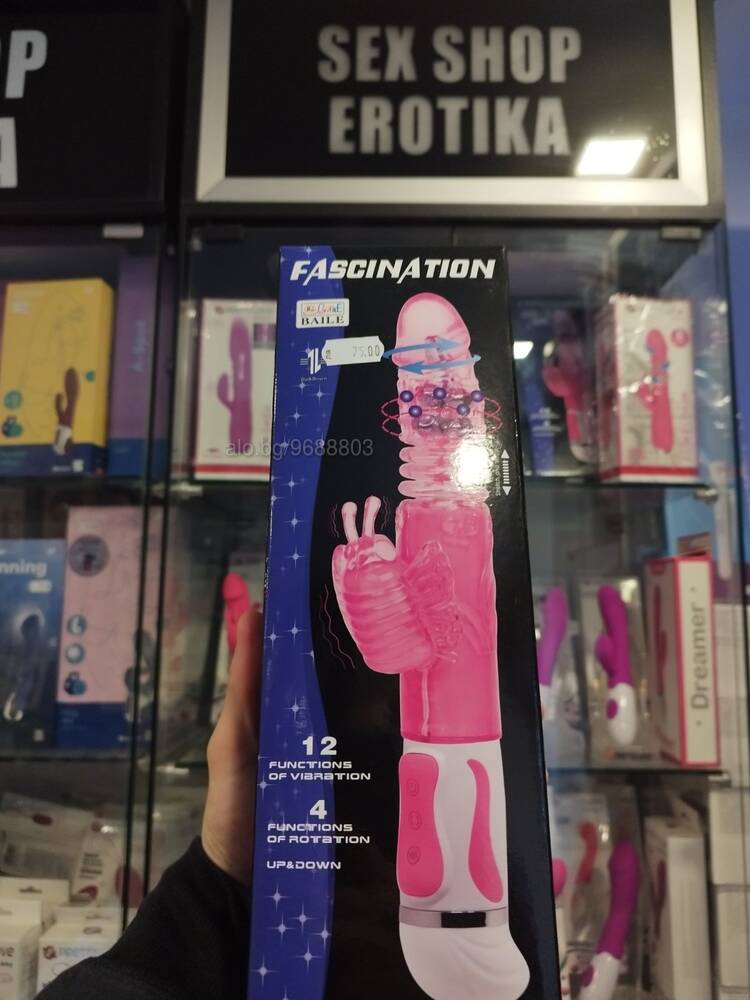 P
A
SEX SHOP
EROTIKA
FASCINATION
BAILE
75.00
alo.bg/9688803
nning
Dreamer
12
FUNCTIONS
OF VIBRATION
4
FUNCTIONS
OF ROTATION
UP&DOWN